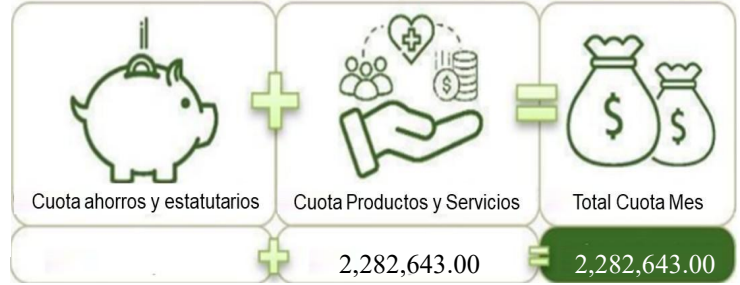 $
$ $
Cuota ahorros y estatutarios
Cuota Productos y Servicios
Total Cuota Mes
2,282,643.00
2,282,643.00